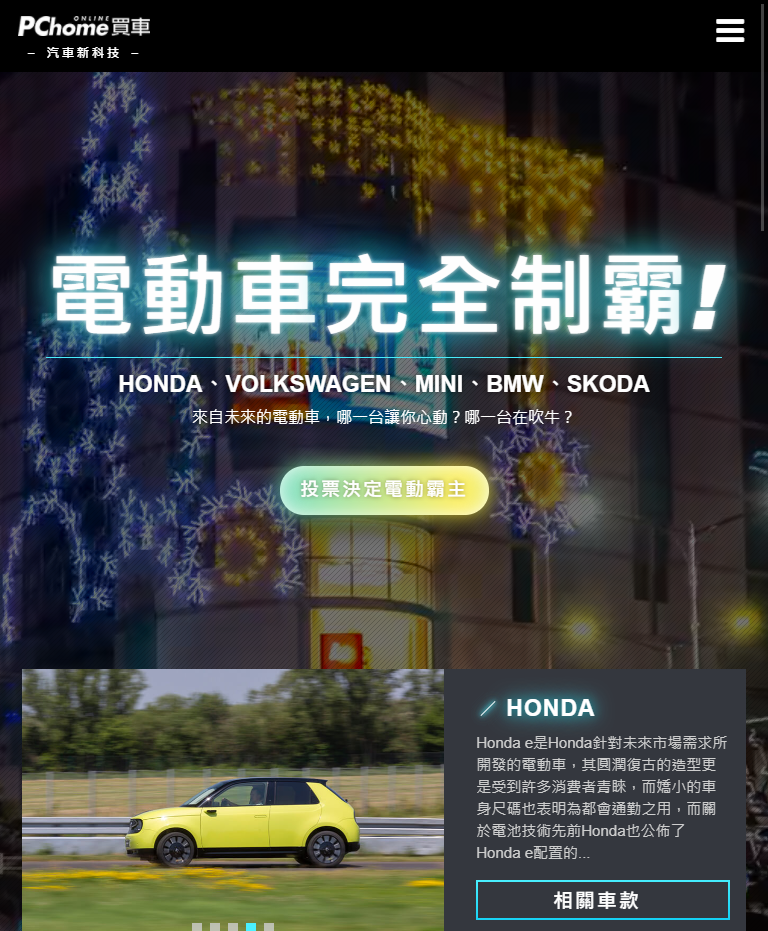 PChome ONLINE 買車
– 汽車新科技 –
電動車完全制霸!
HONDA、VOLKSWAGEN、MINI、BMW、SKODA
來自未來的電動車，哪一台讓你心動？哪一台在吹牛？
投票決定電動霸主
HONDA
Honda e是Honda針對未來市場需求所
開發的電動車，其圓潤復古的造型更
是受到許多消費者青睞，而嬌小的車
身尺碼也表明為都會通勤之用，而關
於電池技術先前Honda也公佈了
Honda e配置的...
相關車款